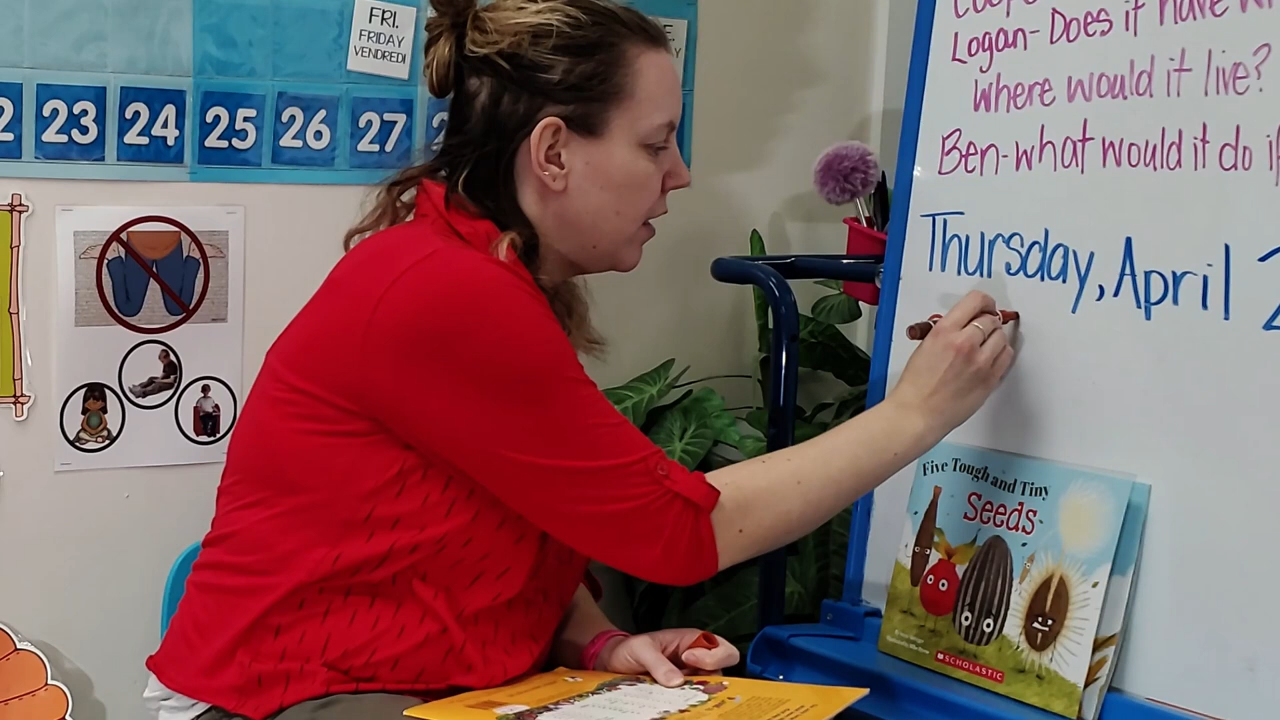 FRI.
FRIDAY
VENDREDI
23 24 25 26 27
Logan- Does it have
where would it live?
Ben-what would it do
Thursday, April 2
Five Tough and Tiny
Seeds
SCHOLASTIC